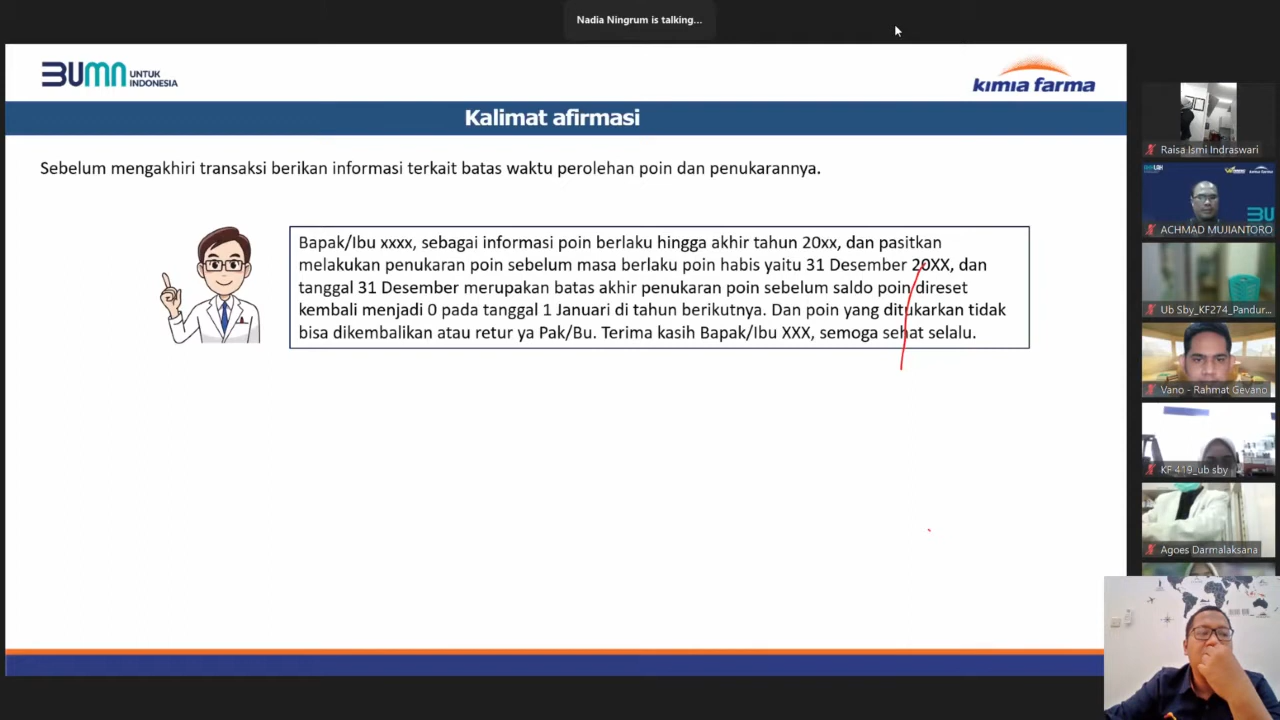 Nadia Ningrum is talking...
BUMN UNTUK INDONESIA
kimia farma
Kalimat afirmasi
Sebelum mengakhiri transaksi berikan informasi terkait batas waktu perolehan poin dan penukarannya.
Bapak/Ibu xxxx, sebagai informasi poin berlaku hingga akhir tahun 20xx, dan pasitkan
melakukan penukaran poin sebelum masa berlaku poin habis yaitu 31 Desember 20XX, dan
tanggal 31 Desember merupakan batas akhir penukaran poin sebelum saldo poin direset
kembali menjadi 0 pada tanggal 1 Januari di tahun berikutnya. Dan poin yang ditukarkan tidak
bisa dikembalikan atau retur ya Pak/Bu. Terima kasih Bapak/Ibu XXX, semoga sehat selalu.
Raisa Ismi Indraswari
BU
ACHMAD MUJIANTORO
Ub Sby_KF274_Pandur...
Vano - Rahmat Gevano
KF 419_ub sby
Agoes Darmalaksana